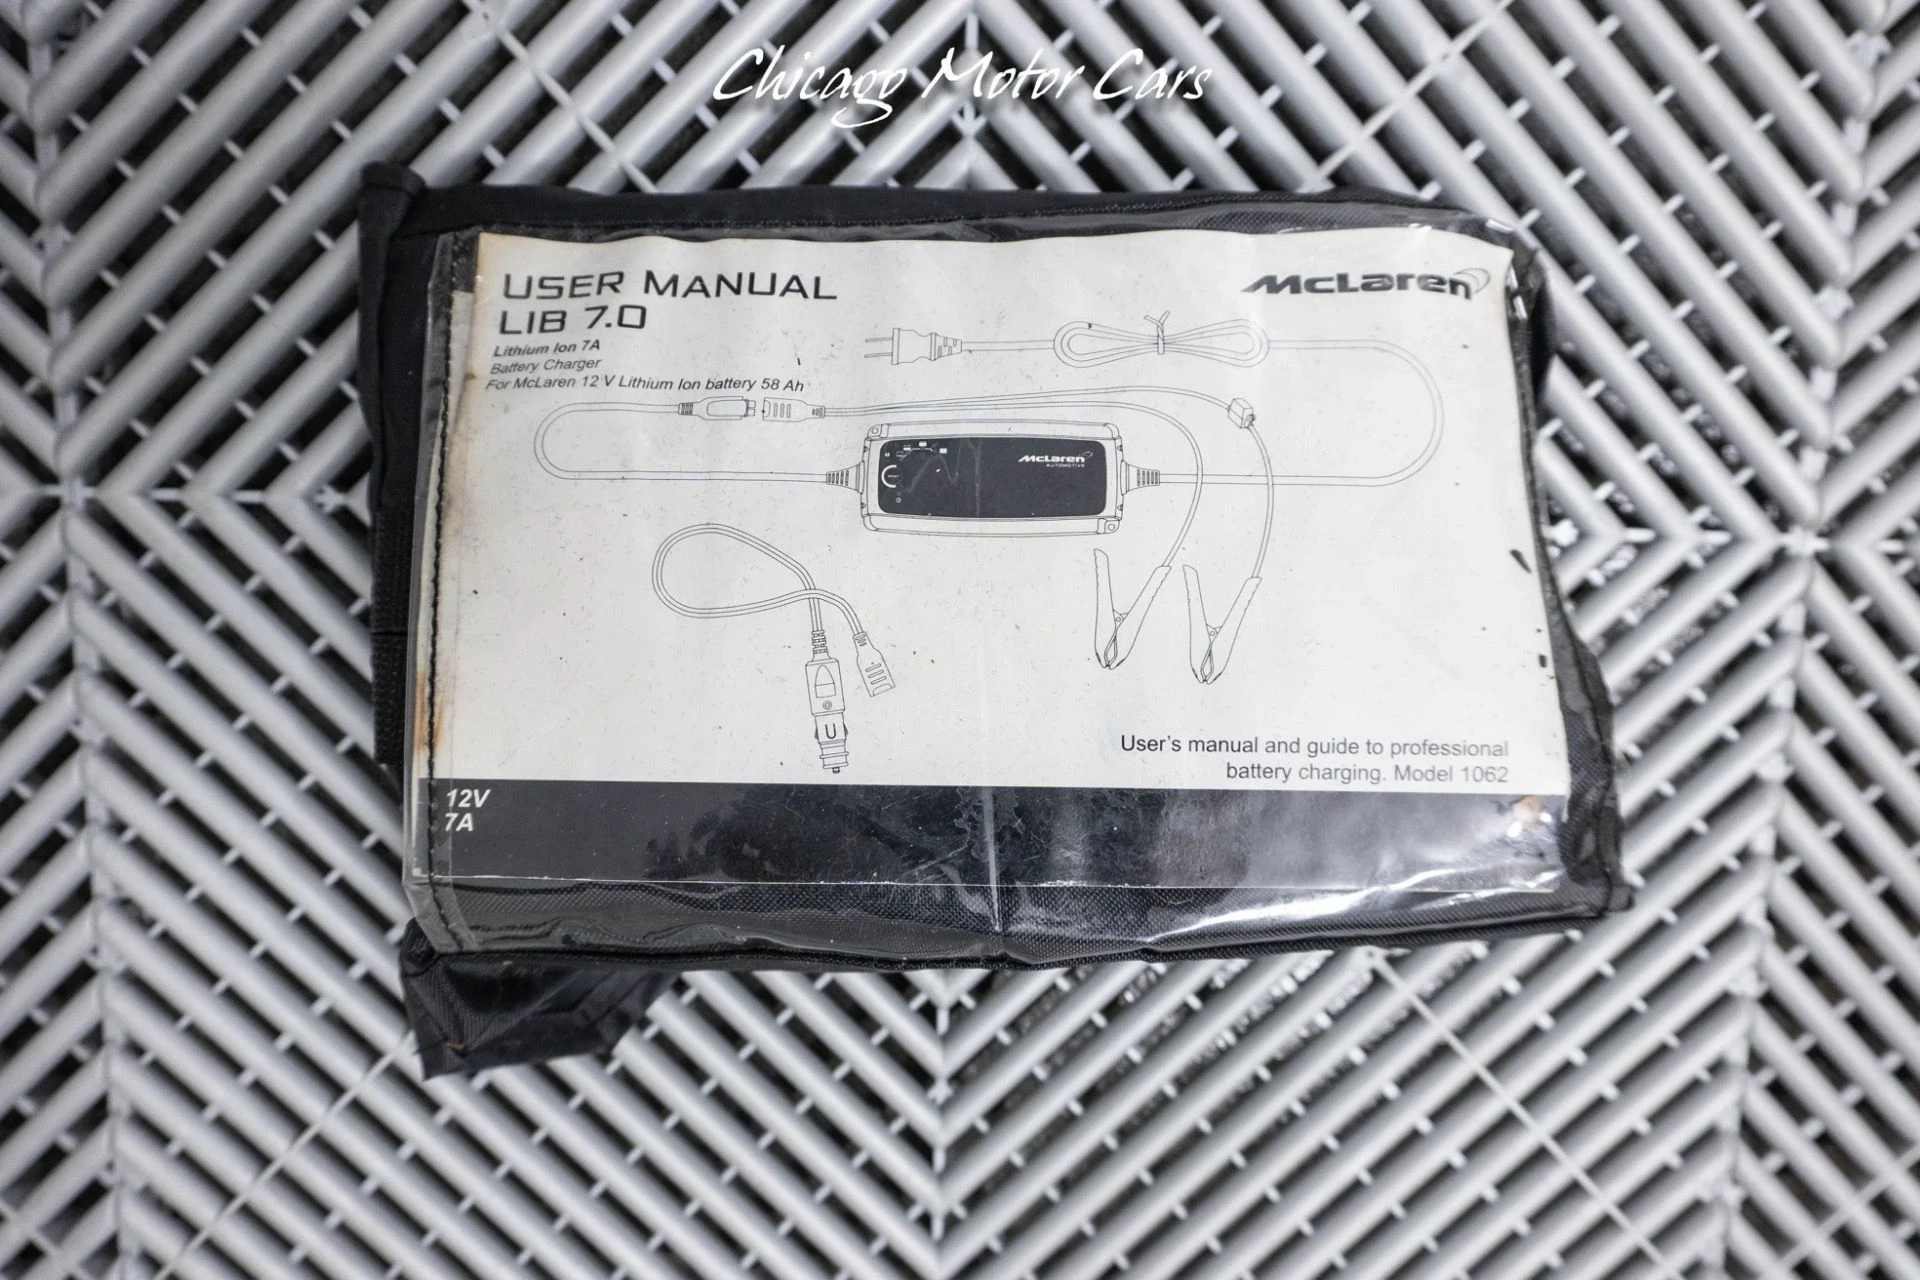 Chicago Motor Cars
USER MANUAL
LIB 7.0
McLaren
Lithium Ion 7A
Battery Charger
For McLaren 12 V Lithium Ion battery 58 Ah
McLaren
AUTOMOTIVE
User's manual and guide to professional
battery charging. Model 1062
12V
7A